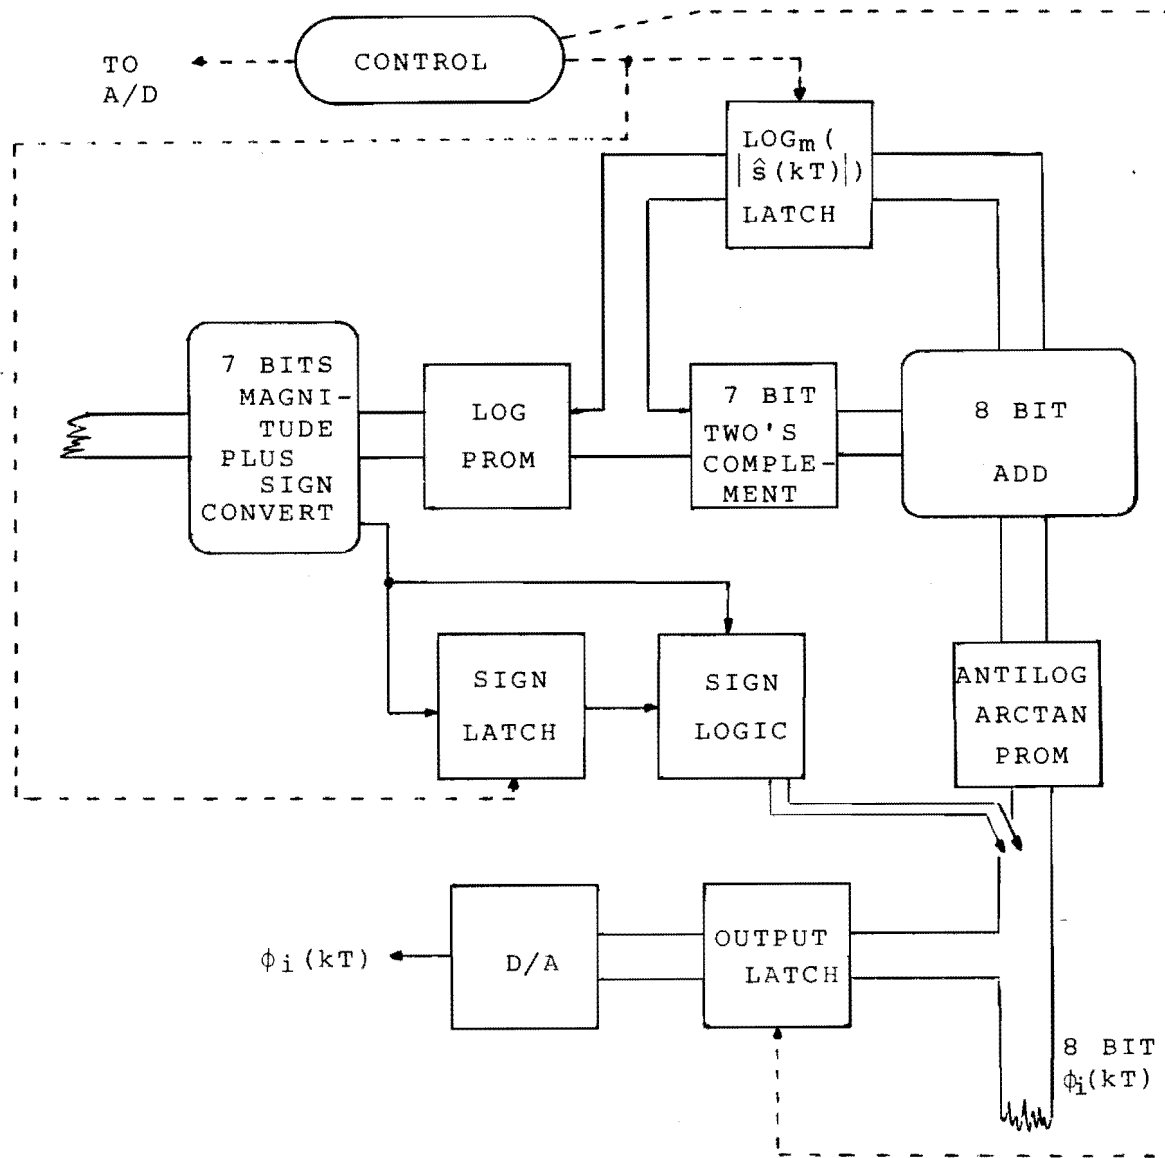 TO
A/D
CONTROL
LOGm(
|ŝ(kT)|)
LATCH
7 BITS
MAGNI-
TUDE
PLUS
SIGN
CONVERT
LOG
PROM
7 BIT
TWO'S
COMPLE-
MENT
8 BIT
ADD
SIGN
LATCH
SIGN
LOGIC
ANTILOG
ARCTAN
PROM
ϕi(kT)
D/A
OUTPUT
LATCH
8 BIT
ϕi(kT)